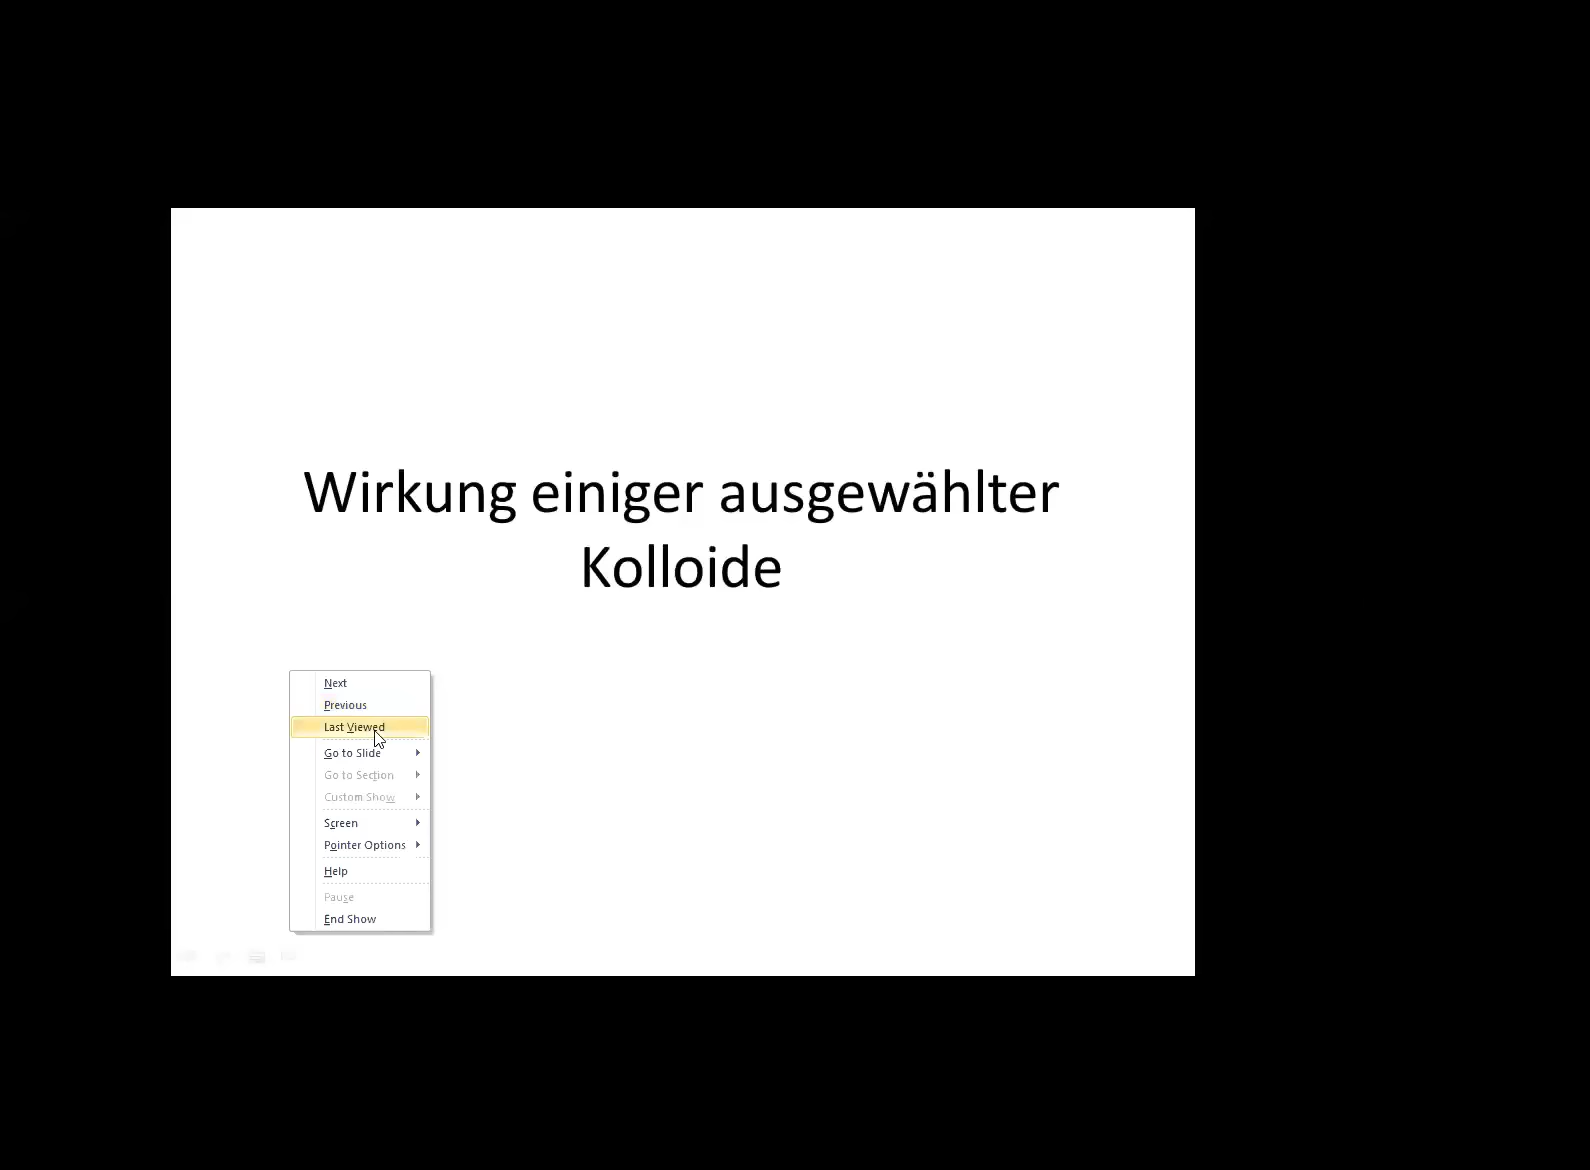 Wirkung einiger ausgewählter
Kolloide
Next
Previous
Last Viewed
Go to Slide
Go to Section
Custom Show
Screen
Pointer Options
Help
Pause
End Show